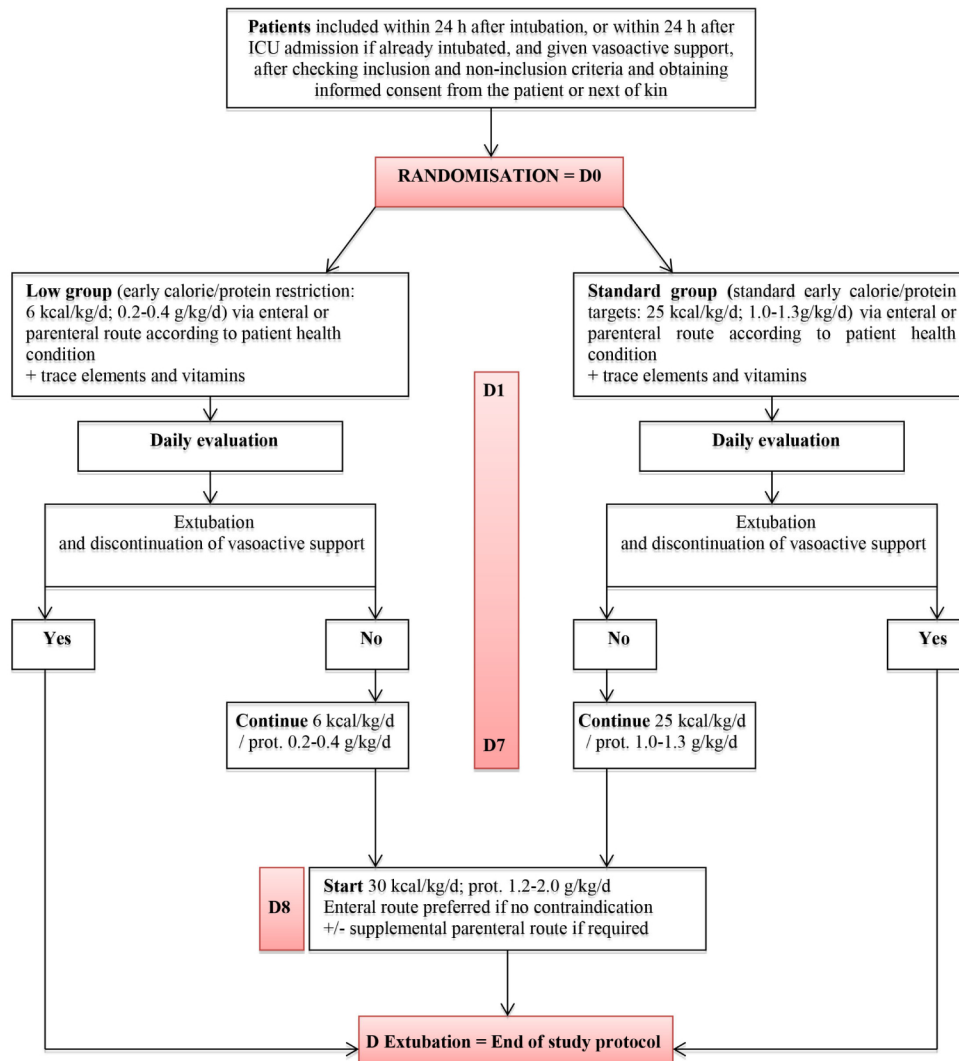 Patients included within 24 h after intubation, or within 24 h after
ICU admission if already intubated, and given vasoactive support,
after checking inclusion and non-inclusion criteria and obtaining
informed consent from the patient or next of kin
RANDOMISATION = D0
Low group (early calorie/protein restriction:
6 kcal/kg/d; 0.2-0.4 g/kg/d) via enteral
or parenteral route according to patient health
condition
+ trace elements and vitamins
Standard group (standard early calorie/protein
targets: 25 kcal/kg/d; 1.0-1.3g/kg/d) via enteral or
parenteral route according to patient health
condition
+ trace elements and vitamins
D1
Daily evaluation
Daily evaluation
Extubation
and discontinuation of vasoactive support
Extubation
and discontinuation of vasoactive support
Yes
No
No
Yes
Continue 6 kcal/kg/d
/ prot. 0.2-0.4 g/kg/d
D7
Continue 25 kcal/kg/d
/ prot. 1.0-1.3 g/kg/d
D8
Start 30 kcal/kg/d; prot. 1.2-2.0 g/kg/d
Enteral route preferred if no contraindication
+/- supplemental parenteral route if required
D Extubation = End of study protocol